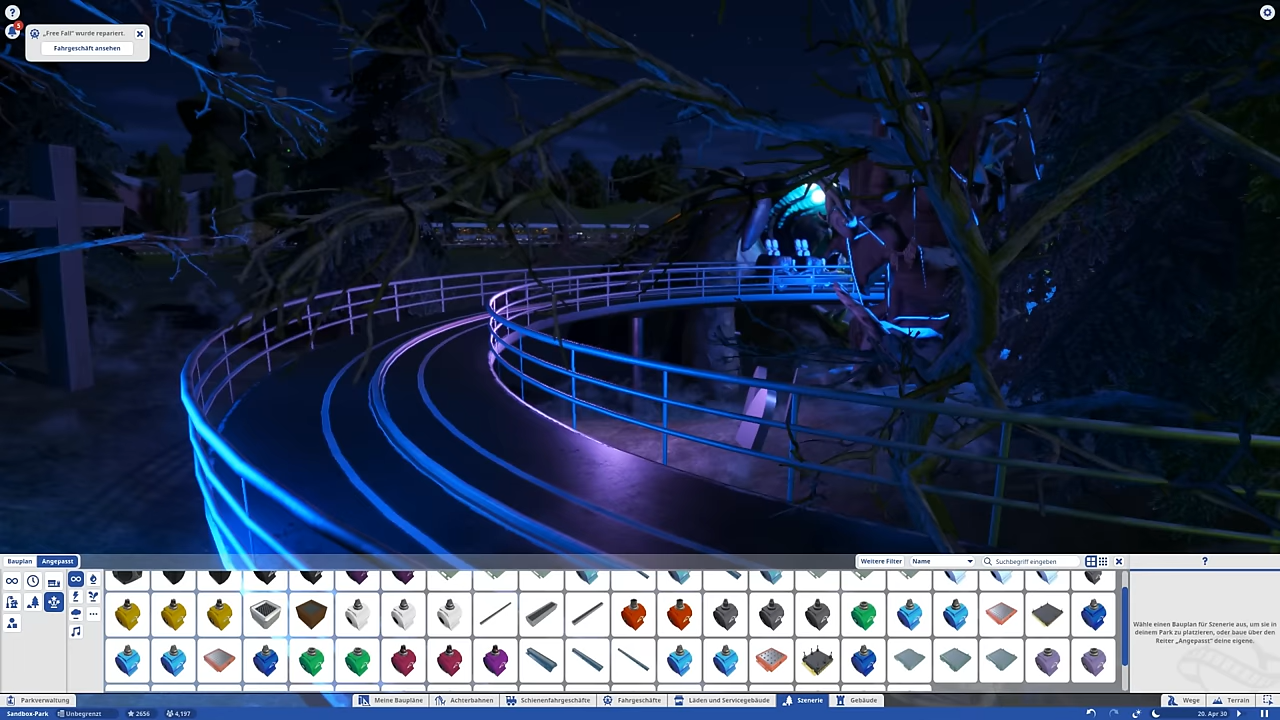 ?
5
„Free Fall“ wurde repariert.
Fahrgeschäft ansehen
Bauplan
Angepasst
Weitere Filter
Name
Suchbegriff eingeben
?
Wähle einen Bauplan für Szenerie aus, um sie in
deinem Park zu platzieren, oder baue über den
Reiter „Angepasst“ deine eigene.
Parkverwaltung
Meine Baupläne
Achterbahnen
Schienenfahrgeschäfte
Fahrgeschäfte
Läden und Servicegebäude
Szenerie
Gebäude
Wege
Terrain
Sandbox-Park
Unbegrenzt
2656
4,197
20. Apr 30